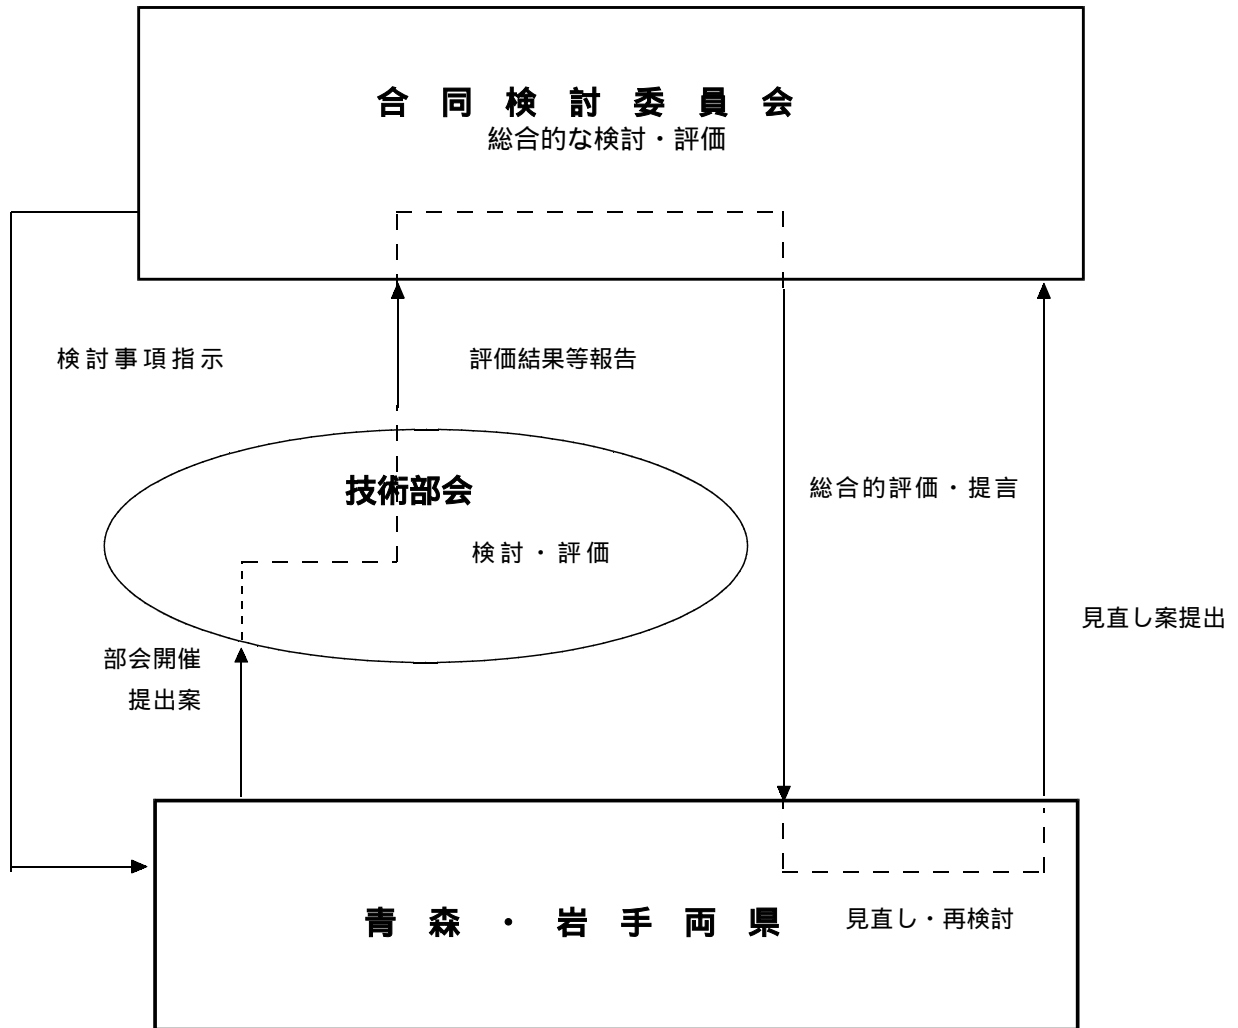 合同検討委員会
総合的な検討・評価
検討事項指示
評価結果等報告
技術部会
総合的評価・提言
検討・評価
見直し案提出
部会開催
提出案
青森・岩手両県
見直し・再検討